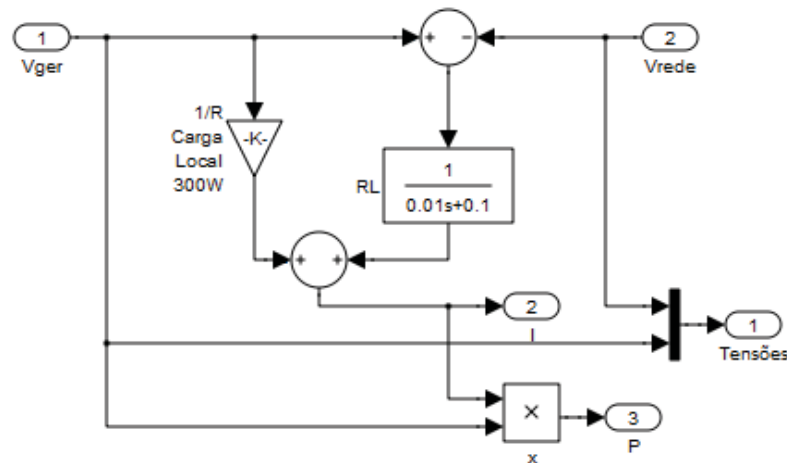 1
Vger
+
−
2
Vrede
1/R
Carga
Local
300W
-K-
RL
1
0.01s+0.1
+
+
2
I
1
Tensões
×
x
3
P